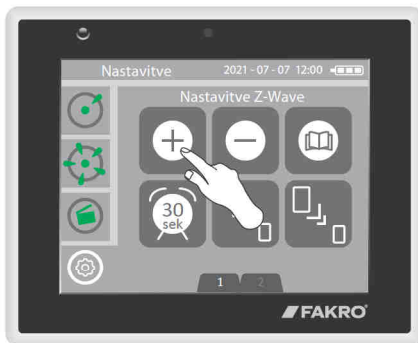 Nastavitve 2021 - 07 - 07 12:00
Nastavitve Z-Wave
30
sek
1 2
FAKRO